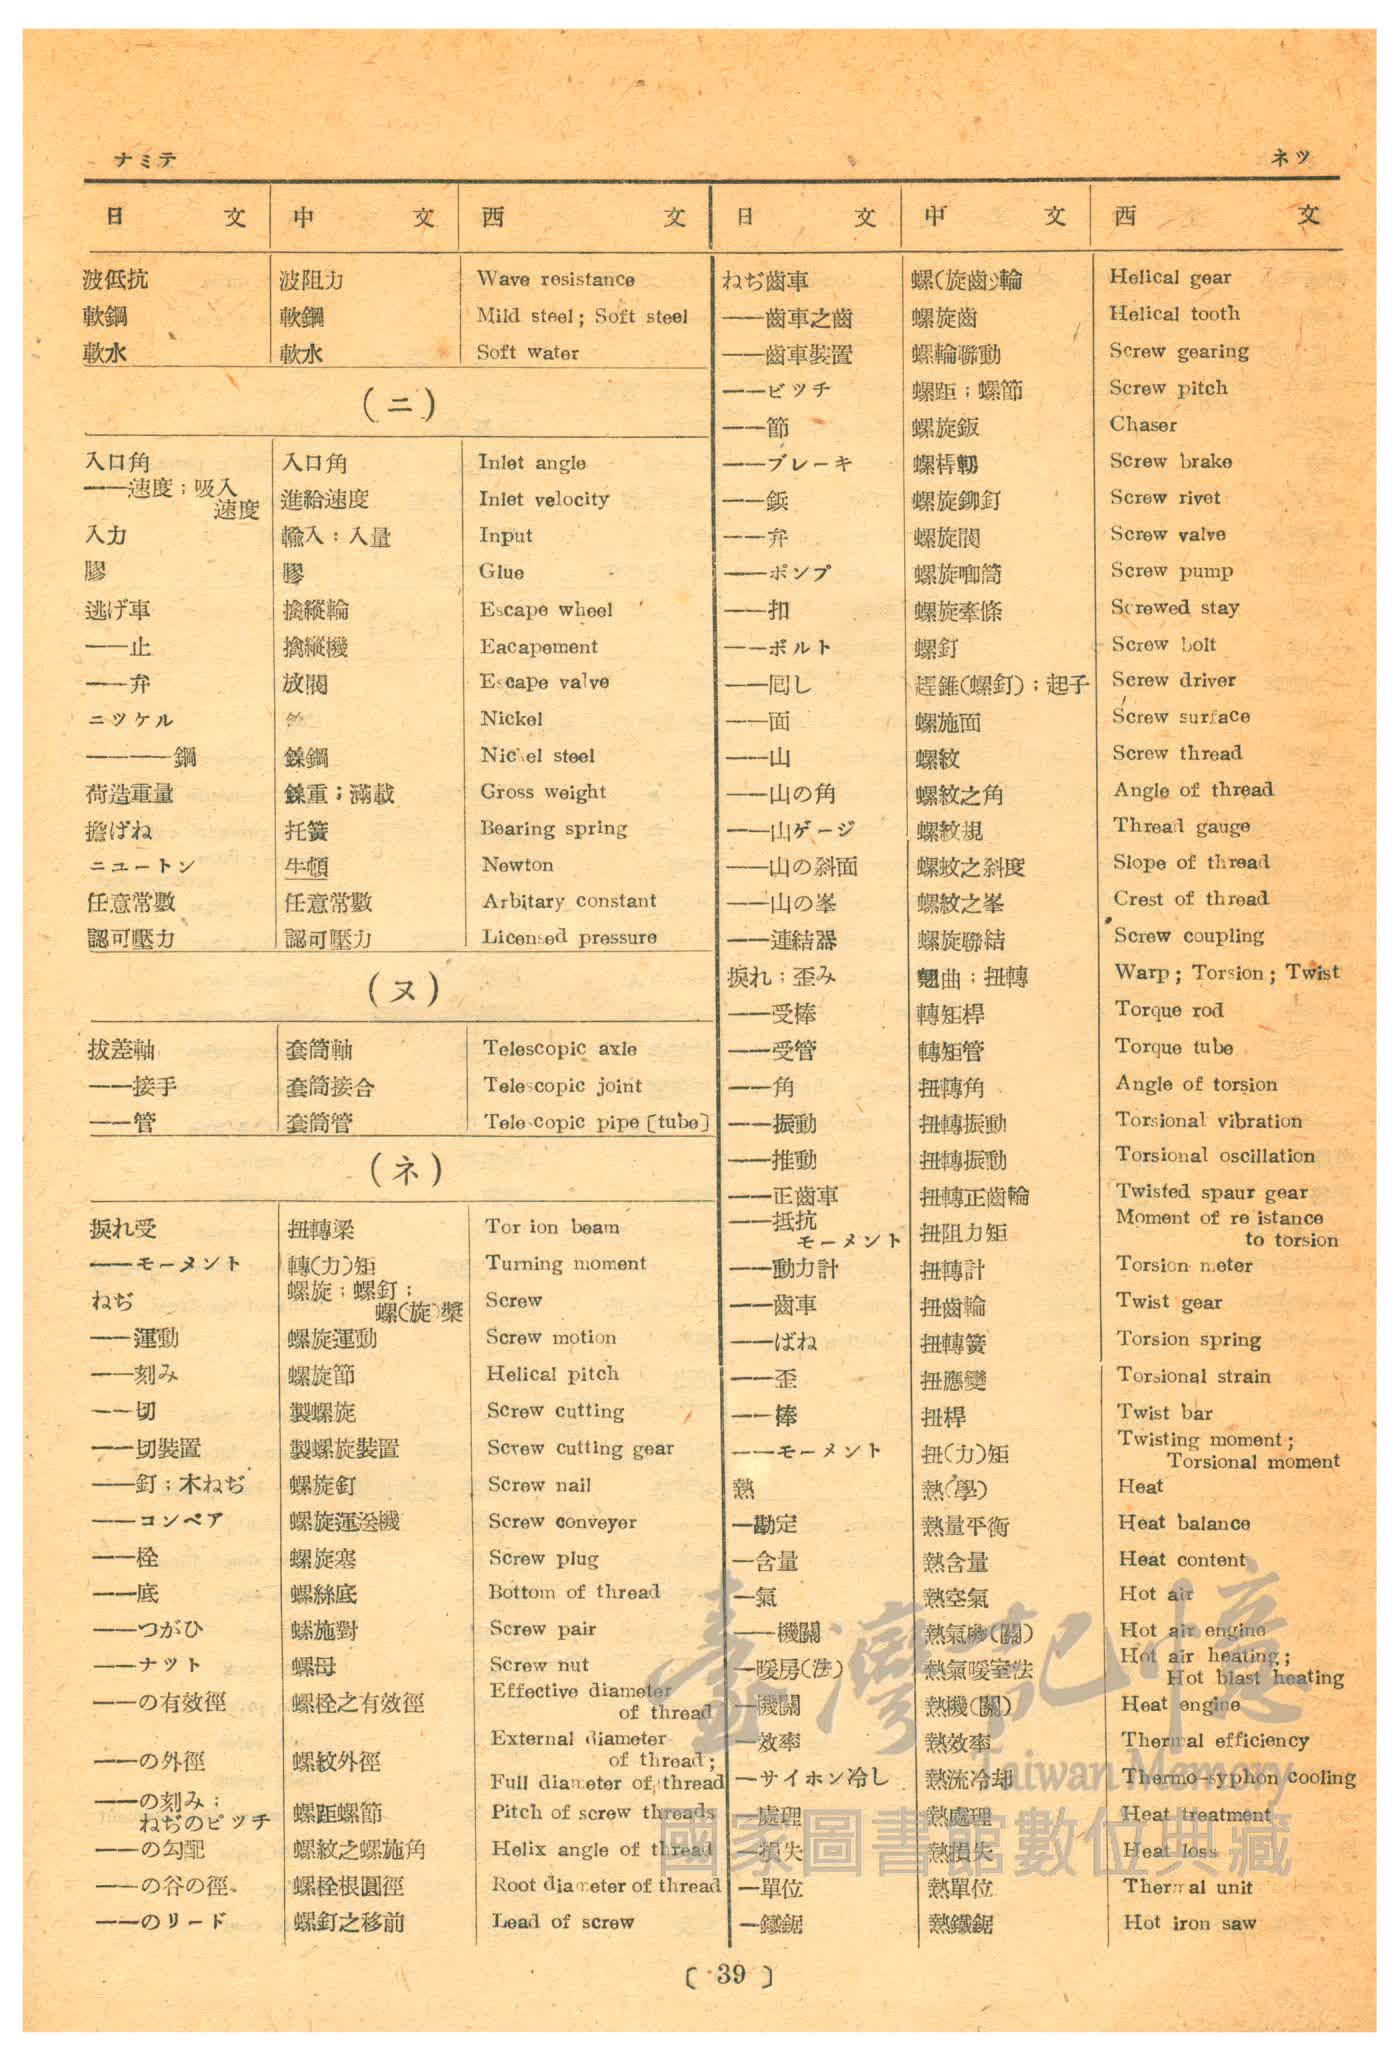 ナミテ ネツ
日文 中文 西文 日文 中文 西文
波低抗 波阻力 Wave resistance
軟鋼 軟鋼 Mild steel; Soft steel
軟水 軟水 Soft water
(ニ)
入口角 入口角 Inlet angle
——速度;吸入
速度 進給速度 Inlet velocity
入力 輸入:入量 Input
膠 膠 Glue
逃げ車 擒縱輪 Escape wheel
——止 擒縱機 Eacapement
——弁 放閥 Escape valve
ニツケル Nickel
————鋼 鎳鋼 Nickel steel
荷造重量 鎳重;滿載 Gross weight
擔ばね 托簧 Bearing spring
ニユートン 牛頓 Newton
任意常數 任意常數 Arbitary constant
認可壓力 認可壓力 Licensed pressure
(ヌ)
拔差軸 套筒軸 Telescopic axle
——接手 套筒接合 Telescopic joint
——管 套筒管 Telescopic pipe [tube]
(ネ)
捩れ受 扭轉梁 Tor ion beam
——モーメント 轉(力)矩 Turning moment
ねぢ 螺旋;螺釘;
螺(旋)槳 Screw
——運動 螺旋運動 Screw motion
——刻み 螺旋節 Helical pitch
——切 製螺旋 Screw cutting
——切裝置 製螺旋裝置 Screw cutting gear
——釘;木ねぢ 螺旋釘 Screw nail
——コンベア 螺旋運送機 Screw conveyer
——栓 螺旋塞 Screw plug
——底 螺絲底 Bottom of thread
——つがひ 螺施對 Screw pair
——ナツト 螺母 Screw nut
——の有效徑 螺栓之有效徑 Effective diameter
of thread
——の外徑 螺紋外徑 External diameter
of thread;
Full diameter of thread
——の刻み;
ねぢのピッチ 螺距螺節 Pitch of screw threads
——の勾配 螺紋之螺施角 Helix angle of thread
——の谷の徑 螺栓根圓徑 Root diameter of thread
——のリード 螺釘之移前 Lead of screw
ねぢ齒車 螺(旋齒)輪 Helical gear
——齒車之齒 螺旋齒 Helical tooth
——齒車裝置 螺輪聯動 Screw gearing
——ビツチ 螺距;螺節 Screw pitch
——節 螺旋鈑 Chaser
——ブレーキ 螺桿軔 Screw brake
——鋲 螺旋鉚釘 Screw rivet
——弁 螺旋閥 Screw valve
——ポンプ 螺旋喞筒 Screw pump
——扣 螺旋牽條 Screwed stay
——ボルト 螺釘 Screw bolt
——囘し 錐(螺釘);起子 Screw driver
——面 螺施面 Screw surface
——山 螺紋 Screw thread
——山の角 螺紋之角 Angle of thread
——山ゲージ 螺紋規 Thread gauge
——山の斜面 螺蚊之斜度 Slope of thread
——山の峯 螺紋之峯 Crest of thread
——連結器 螺旋聯結 Screw coupling
捩れ;歪み 翹曲;扭轉 Warp; Torsion; Twist
——受棒 轉矩桿 Torque rod
——受管 轉矩管 Torque tube
——角 扭轉角 Angle of torsion
——振動 扭轉振動 Torsional vibration
——推動 扭轉振動 Torsional oscillation
——正齒車 扭轉正齒輪 Twisted spaur gear
——抵抗
モーメント 扭阻力矩 Moment of re istance
to torsion
——動力計 扭轉計 Torsion meter
——齒車 扭齒輪 Twist gear
——ばね 扭轉簧 Torsion spring
——歪 扭應變 Torsional strain
——棒 扭桿 Twist bar
——モーメント 扭(力)矩 Twisting moment;
Torsional moment
熱 熱(學) Heat
—勘定 熱量平衡 Heat balance
—含量 熱含量 Heat content
—氣 熱空氣 Hot air
——機關 熱氣機(關) Hot air engine
—暖房(法) 熱氣暖室法 Hot air heating;
Hot blast heating
—機關 熱機(關) Heat engine
—效率 熱效率 Thermal efficiency
—サイホン冷し 熱流冷却 Thermo-syphon cooling
—處理 熱處理 Heat treatment
—損失 熱損失 Heat loss
—單位 熱單位 Thermal unit
—鐵鋸 熱鐵鋸 Hot iron saw
臺灣記憶
Taiwan Memory
國家圖書館數位典藏
[ 39 ]